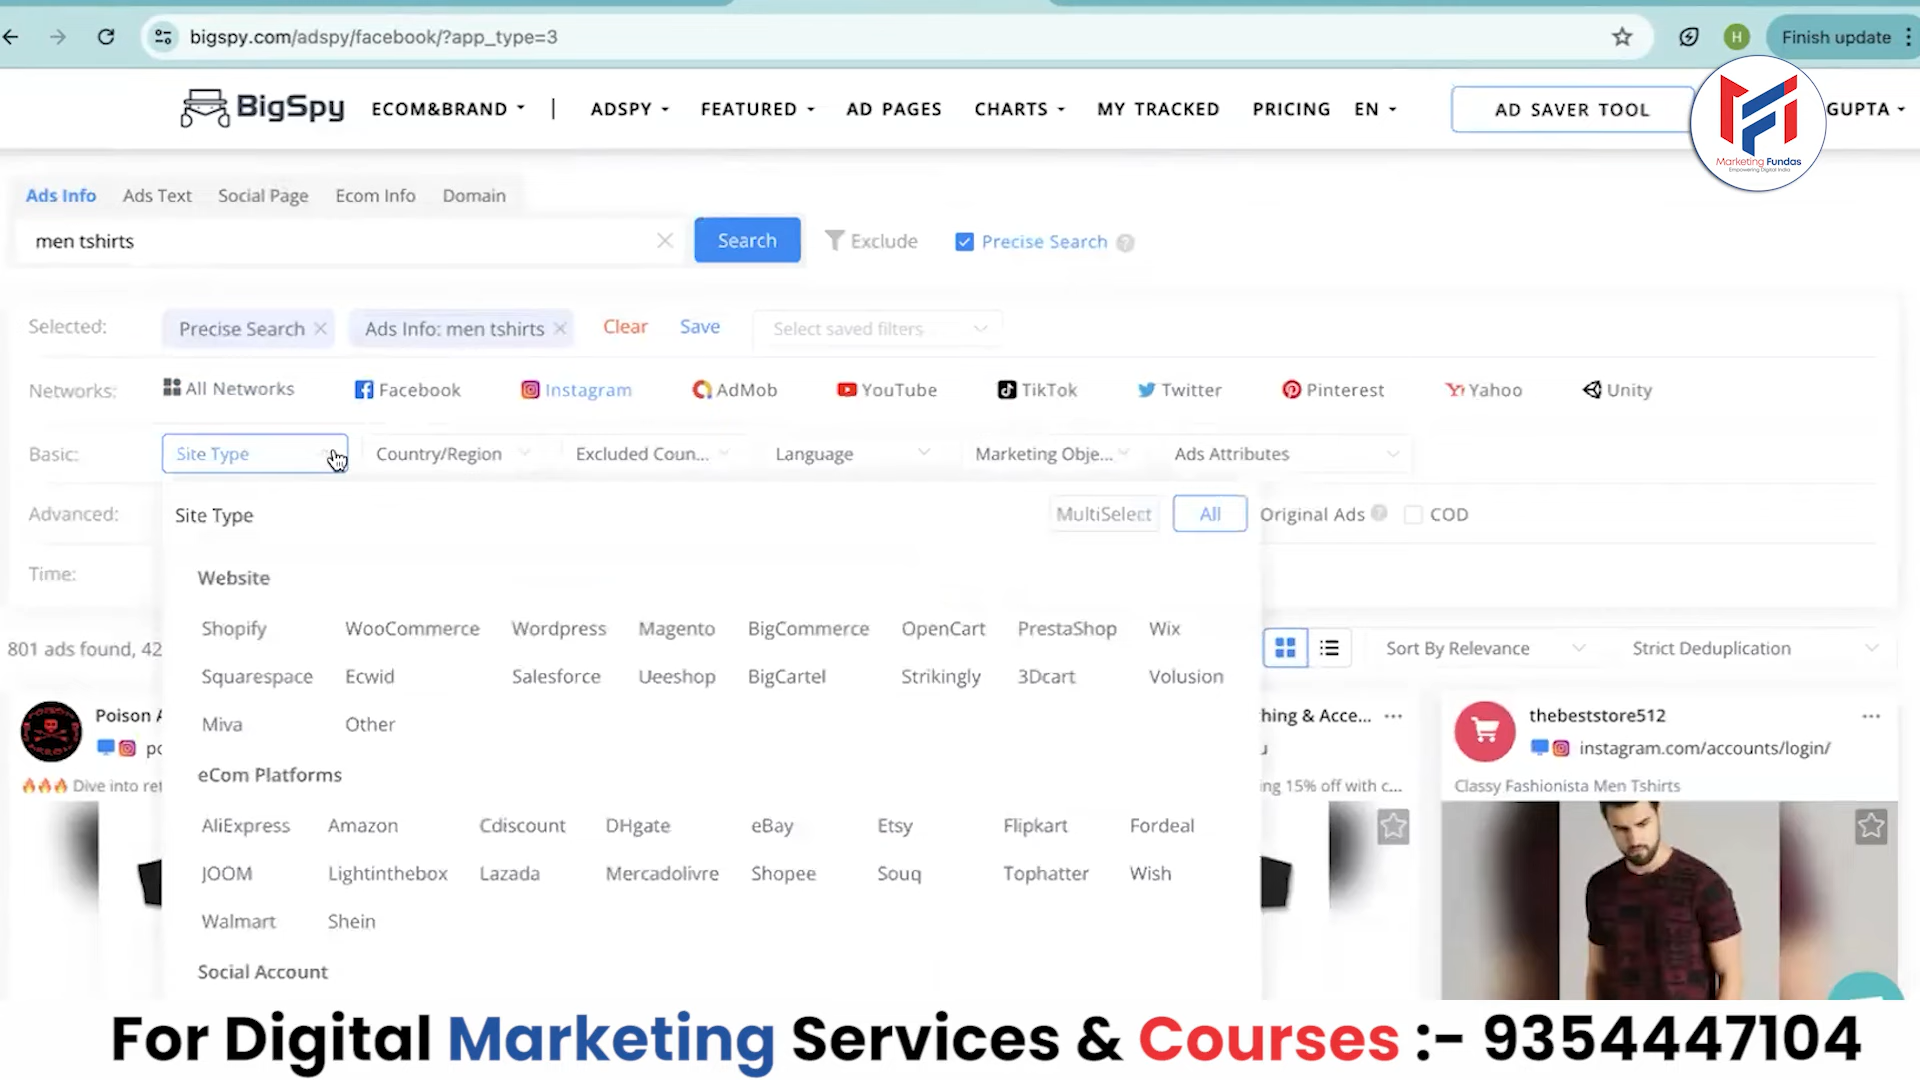 bigspy.com/adspy/facebook/?app_type=3
H
Finish update
BigSpy
ECOM&BRAND
ADSPY
FEATURED
AD PAGES
CHARTS
MY TRACKED
PRICING
EN
AD SAVER TOOL
GUPTA
Marketing Fundas
Empowering Digital India
Ads Info
Ads Text
Social Page
Ecom Info
Domain
men tshirts
Search
Exclude
Precise Search
Selected:
Precise Search
Ads Info: men tshirts
Clear
Save
Select saved filters
Networks:
All Networks
Facebook
Instagram
AdMob
YouTube
TikTok
Twitter
Pinterest
Yahoo
Unity
Basic:
Site Type
Country/Region
Excluded Coun...
Language
Marketing Obje...
Ads Attributes
Advanced:
Site Type
MultiSelect
All
Original Ads
COD
Time:
Website
Shopify
WooCommerce
Wordpress
Magento
BigCommerce
OpenCart
PrestaShop
Wix
Squarespace
Ecwid
Salesforce
Ueeshop
BigCartel
Strikingly
3Dcart
Volusion
Miva
Other
801 ads found, 42
Sort By Relevance
Strict Deduplication
eCom Platforms
AliExpress
Amazon
Cdiscount
DHgate
eBay
Etsy
Flipkart
Fordeal
JOOM
Lightinthebox
Lazada
Mercadolivre
Shopee
Souq
Tophatter
Wish
Walmart
Shein
Social Account
Poison A
po
Dive into ret
hing & Acce...
u
ing 15% off with c...
thebeststore512
instagram.com/accounts/login/
Classy Fashionista Men Tshirts
For Digital Marketing Services & Courses :- 9354447104